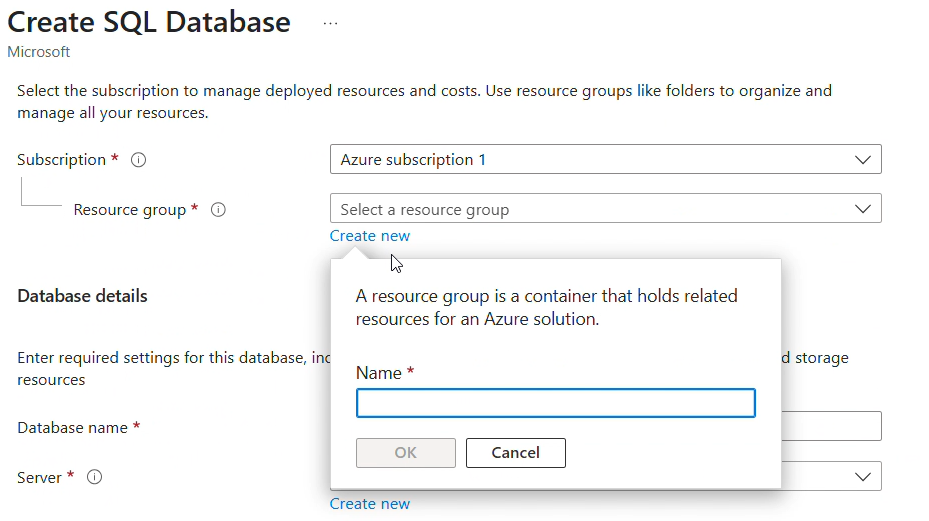 Create SQL Database ...
Microsoft
Select the subscription to manage deployed resources and costs. Use resource groups like folders to organize and
manage all your resources.
Subscription * Azure subscription 1
Resource group * Select a resource group
Create new
A resource group is a container that holds related
resources for an Azure solution.
Name *
OK Cancel
Database details
Enter required settings for this database, d storage
resources
Database name *
Server *
Create new